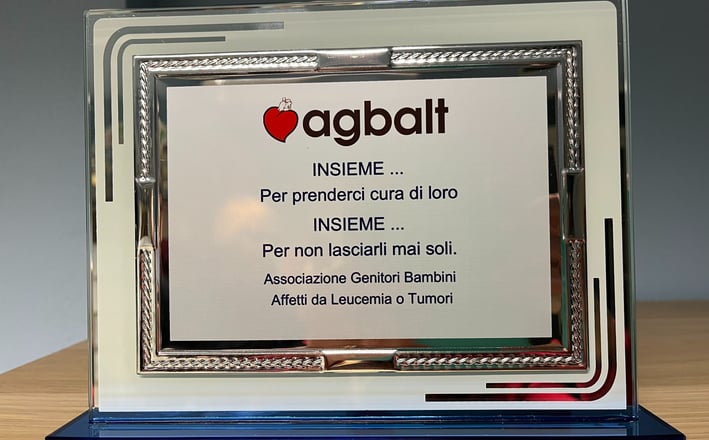 agbalt
INSIEME ...
Per prenderci cura di loro
INSIEME ...
Per non lasciarli mai soli.
Associazione Genitori Bambini
Affetti da Leucemia o Tumori